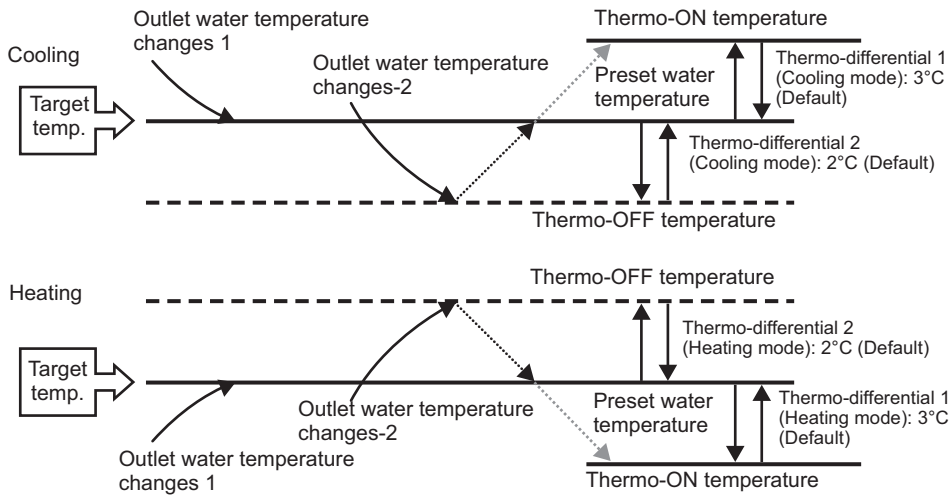 Outlet water temperature
changes 1
Thermo-ON temperature
Cooling
Outlet water temperature
changes-2
Preset water
temperature
Thermo-differential 1
(Cooling mode): 3°C
(Default)
Target
temp.
Thermo-differential 2
(Cooling mode): 2°C (Default)
Thermo-OFF temperature
Thermo-OFF temperature
Heating
Thermo-differential 2
(Heating mode): 2°C (Default)
Target
temp.
Outlet water temperature
changes-2
Preset water
temperature
Thermo-differential 1
(Heating mode): 3°C
(Default)
Outlet water temperature
changes 1
Thermo-ON temperature